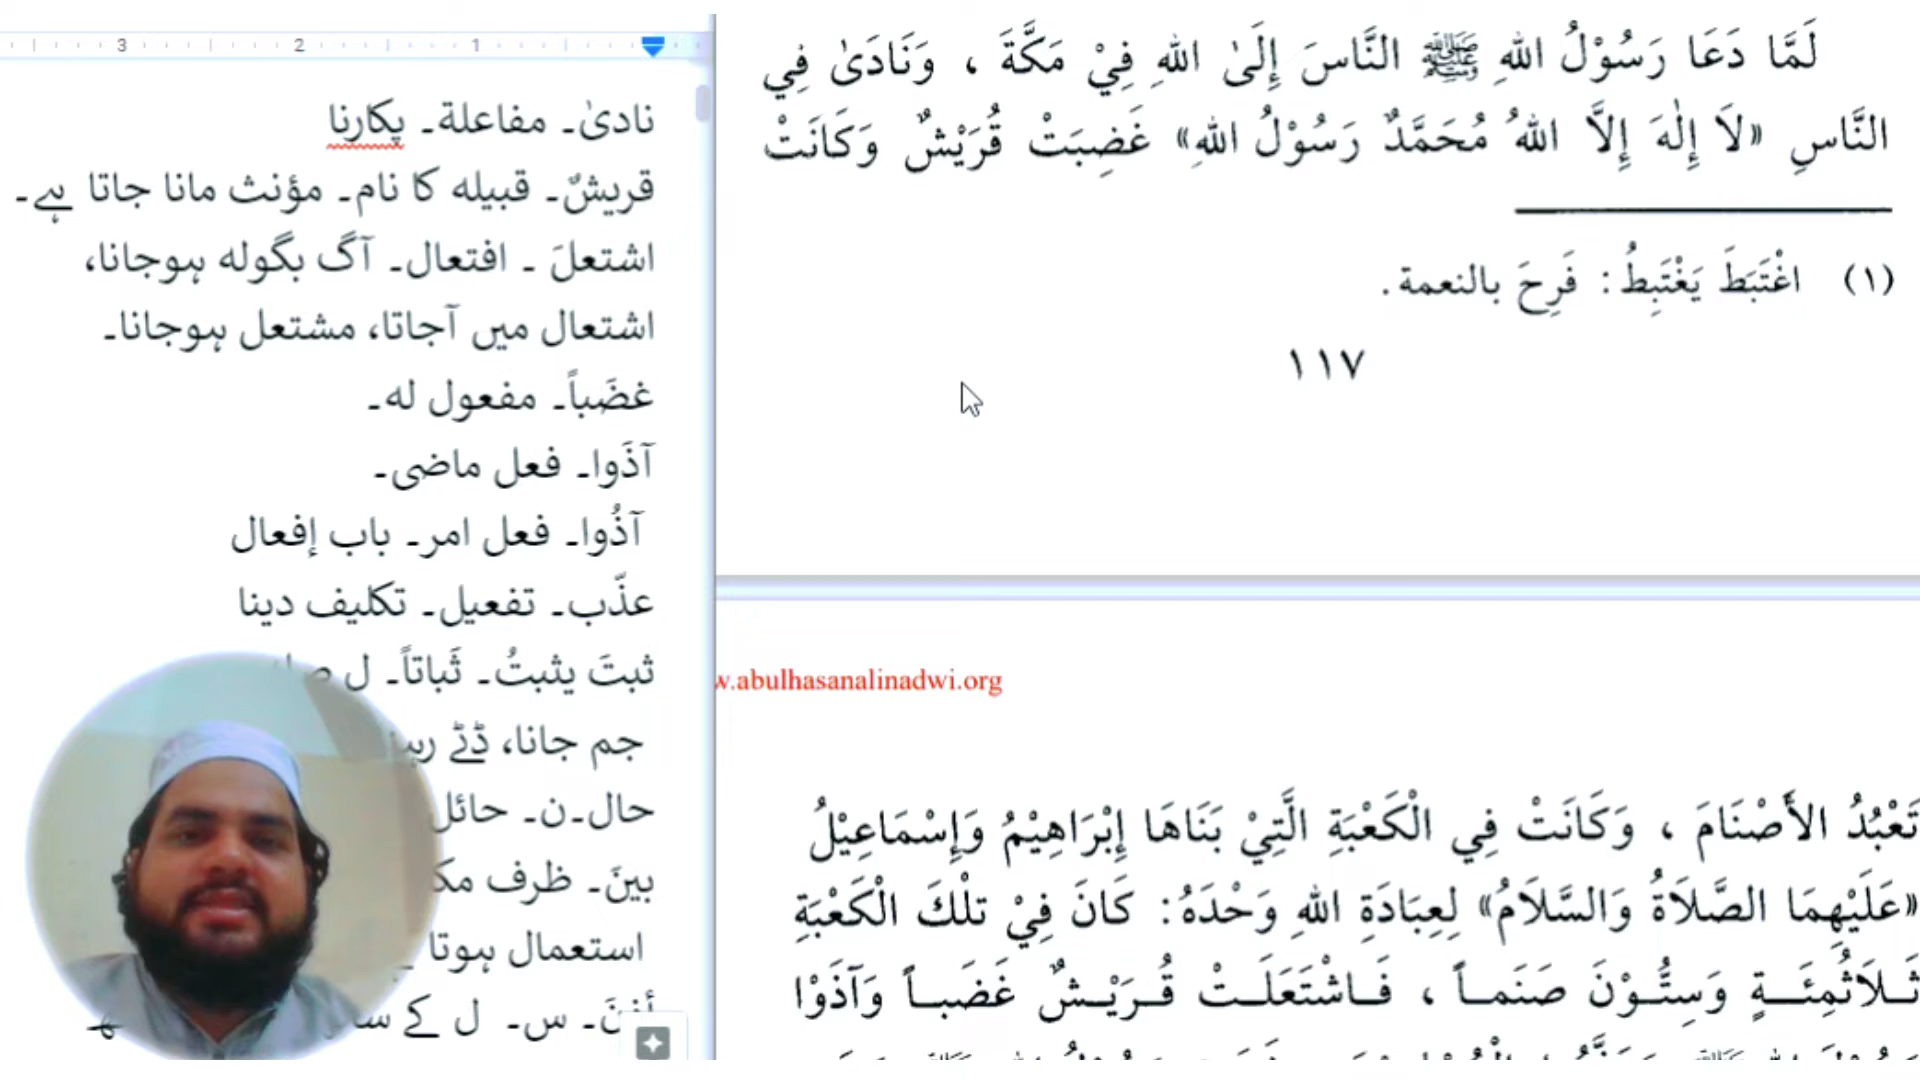 3 2 1
نادیٰ۔ مفاعلة۔ پکارنا
قریشٌ۔ قبیلہ کا نام۔ مؤنث مانا جاتا ہے۔
اشتعلَ ۔ افتعال۔ آگ بگولہ ہوجانا،
اشتعال میں آجاتا، مشتعل ہوجانا۔
غضَباً۔ مفعول لہ۔
آذَوا۔ فعل ماضی۔
آذُوا۔ فعل امر۔ باب إفعال
عذّب۔ تفعیل۔ تکلیف دینا
ثبتَ یثبتُ۔ ثَباتاً۔ ل
جم جانا، ڈٹے
حال۔ن۔ حائل
بینَ۔ ظرف
استعمال ہوتا
۔ س۔ ل کے
لَمَّا دَعَا رَسُوْلُ اللهِ ﷺ النَّاسَ إِلَىٰ اللهِ فِيْ مَكَّةَ ، وَنَادَىٰ فِي
النَّاسِ «لَا إِلٰهَ إِلَّا اللهُ مُحَمَّدٌ رَسُوْلُ اللهِ» غَضِبَتْ قُرَيْشٌ وَكَانَتْ
(١) اغْتَبَطَ يَغْتَبِطُ: فَرِحَ بالنعمة.
١١٧
w.abulhasanalinadwi.org
تَعْبُدُ الأَصْنَامَ ، وَكَانَتْ فِي الْكَعْبَةِ الَّتِيْ بَنَاهَا إِبْرَاهِيْمُ وَإِسْمَاعِيْلُ
«عَلَيْهِمَا الصَّلَاةُ وَالسَّلَامُ» لِعِبَادَةِ اللهِ وَحْدَهُ: كَانَ فِيْ تلْكَ الْكَعْبَةِ
ثَلَاثُمِئَةٍ وَسِتُّوْنَ صَنَماً ، فَاشْتَعَلَتْ قُرَيْشٌ غَضَباً وَآذَوْا